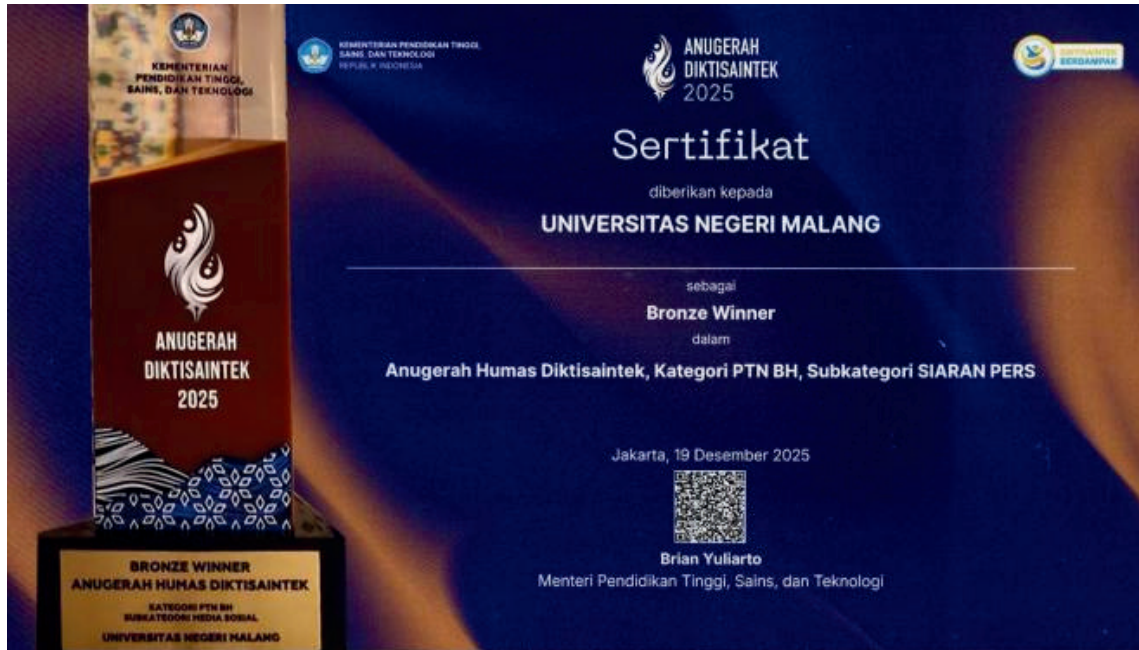 KEMENTERIAN
PENDIDIKAN TINGGI,
SAINS, DAN TEKNOLOGI
ANUGERAH
DIKTISAINTEK
2025
BRONZE WINNER
ANUGERAH HUMAS DIKTISAINTEK
KATEGORI PTN BH
SUBKATEGORI MEDIA SOSIAL
UNIVERSITAS NEGERI MALANG
KEMENTERIAN PENDIDIKAN TINGGI,
SAINS, DAN TEKNOLOGI
REPUBLIK INDONESIA
ANUGERAH
DIKTISAINTEK
2025
DIKTISAINTEK
BERDAMPAK
Sertifikat
diberikan kepada
UNIVERSITAS NEGERI MALANG
sebagai
Bronze Winner
dalam
Anugerah Humas Diktisaintek, Kategori PTN BH, Subkategori SIARAN PERS
Jakarta, 19 Desember 2025
Brian Yuliarto
Menteri Pendidikan Tinggi, Sains, dan Teknologi